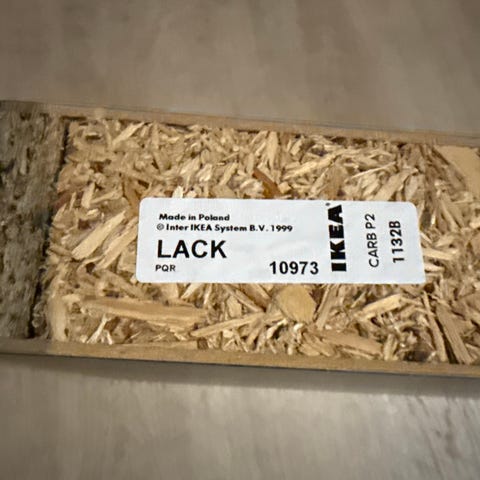 Made in Poland
© Inter IKEA System B.V. 1999
LACK
PQR 10973
IKEA
CARB P2
1132B